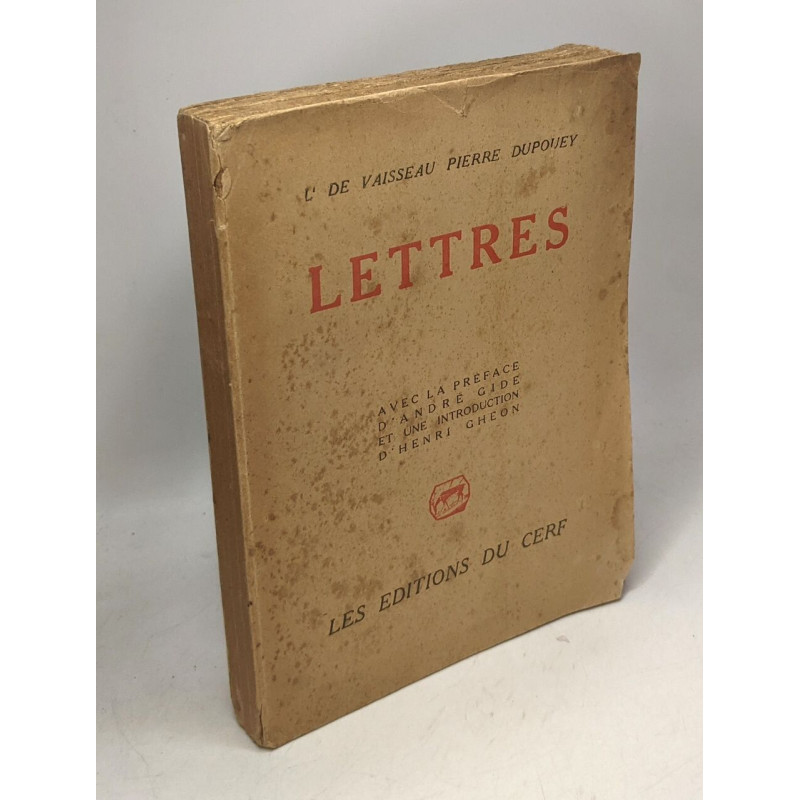 Lᵗ DE VAISSEAU PIERRE DUPOUEY
LETTRES
AVEC LA PRÉFACE
D'ANDRÉ GIDE
ET UNE INTRODUCTION
D'HENRI GHÉON
LES EDITIONS DU CERF